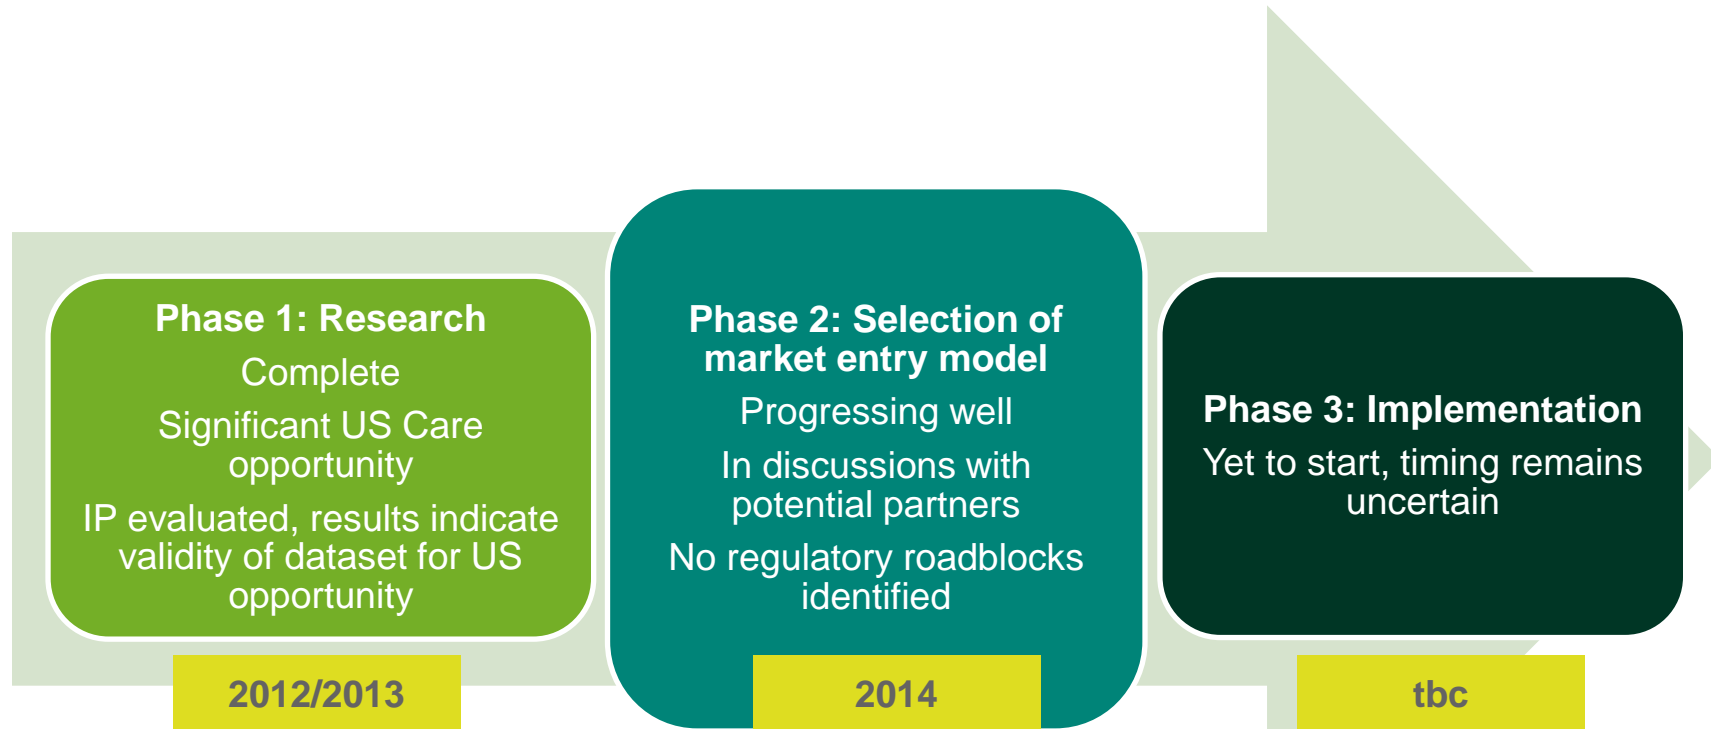 Phase 1: Research
Complete
Significant US Care
opportunity
IP evaluated, results indicate
validity of dataset for US
opportunity
2012/2013
Phase 2: Selection of
market entry model
Progressing well
In discussions with
potential partners
No regulatory roadblocks
identified
2014
Phase 3: Implementation
Yet to start, timing remains
uncertain
tbc